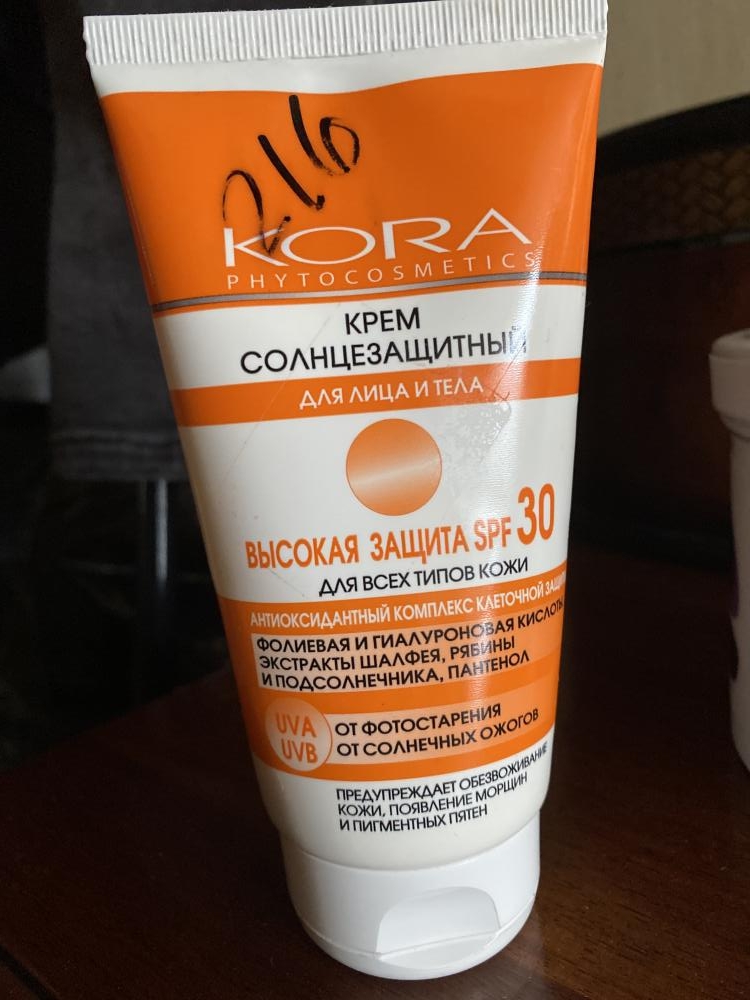 216
KORA
PHYTOCOSMETICS
КРЕМ
СОЛНЦЕЗАЩИТНЫЙ
ДЛЯ ЛИЦА И ТЕЛА
ВЫСОКАЯ ЗАЩИТА SPF 30
ДЛЯ ВСЕХ ТИПОВ КОЖИ
АНТИОКСИДАНТНЫЙ КОМПЛЕКС КЛЕТОЧНОЙ
ФОЛИЕВАЯ И ГИАЛУРОНОВАЯ КИСЛОТЫ
ЭКСТРАКТЫ ШАЛФЕЯ, РЯБИНЫ
И ПОДСОЛНЕЧНИКА, ПАНТЕНОЛ
UVA
UVB
ОТ ФОТОСТАРЕНИЯ
ОТ СОЛНЕЧНЫХ ОЖОГОВ
ПРЕДУПРЕЖДАЕТ ОБЕЗВОЖИВАНИЕ
КОЖИ, ПОЯВЛЕНИЕ МОРЩИН
И ПИГМЕНТНЫХ ПЯТЕН